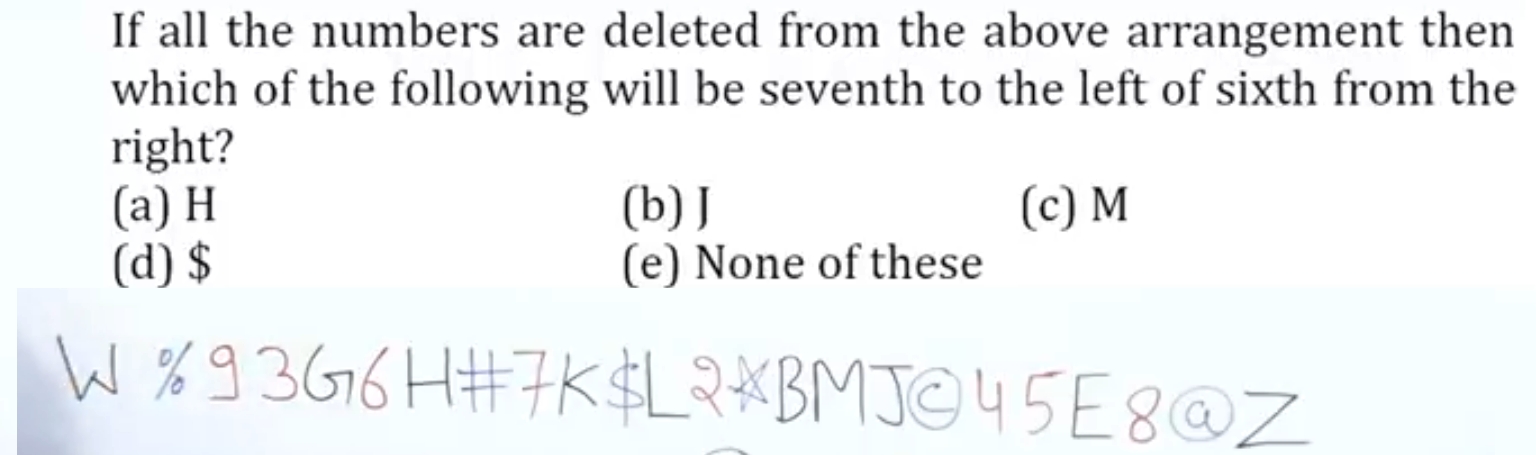 If all the numbers are deleted from the above arrangement then
which of the following will be seventh to the left of sixth from the
right?
(a) H (b) J (c) M
(d) $ (e) None of these
W % 9 3 G 6 H # 7 K $ L 2 * B M J © 4 5 E 8 @ Z